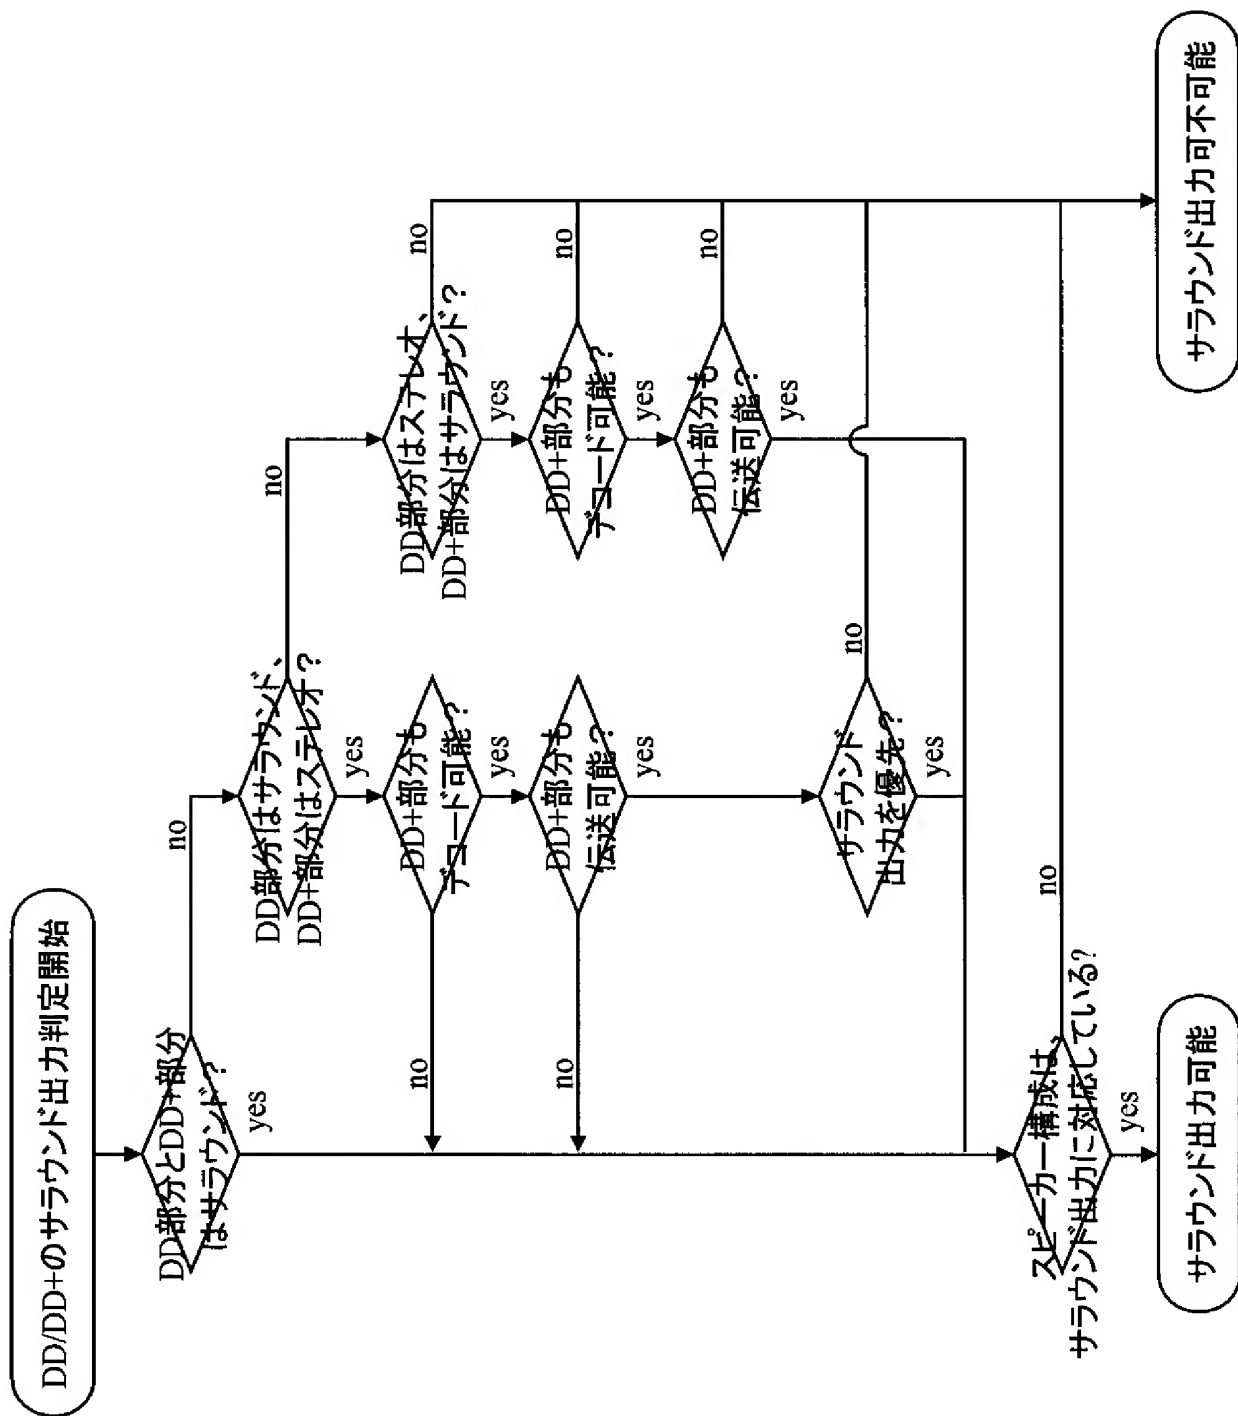 DD/DD+のサラウンド出力判定開始
DD部分とDD+部分
はサラウンド？
no
yes
DD部分はサラウンド、
DD+部分はステレオ？
no
yes
DD+部分も
デコード可能？
no
yes
DD+部分も
伝送可能？
no
yes
サラウンド
出力を優先？
no
yes
DD部分はステレオ、
DD+部分はサラウンド？
no
yes
DD+部分も
デコード可能？
no
yes
DD+部分も
伝送可能？
no
yes
スピーカー構成は、
サラウンド出力に対応している？
no
yes
サラウンド出力可能
サラウンド出力可不可能